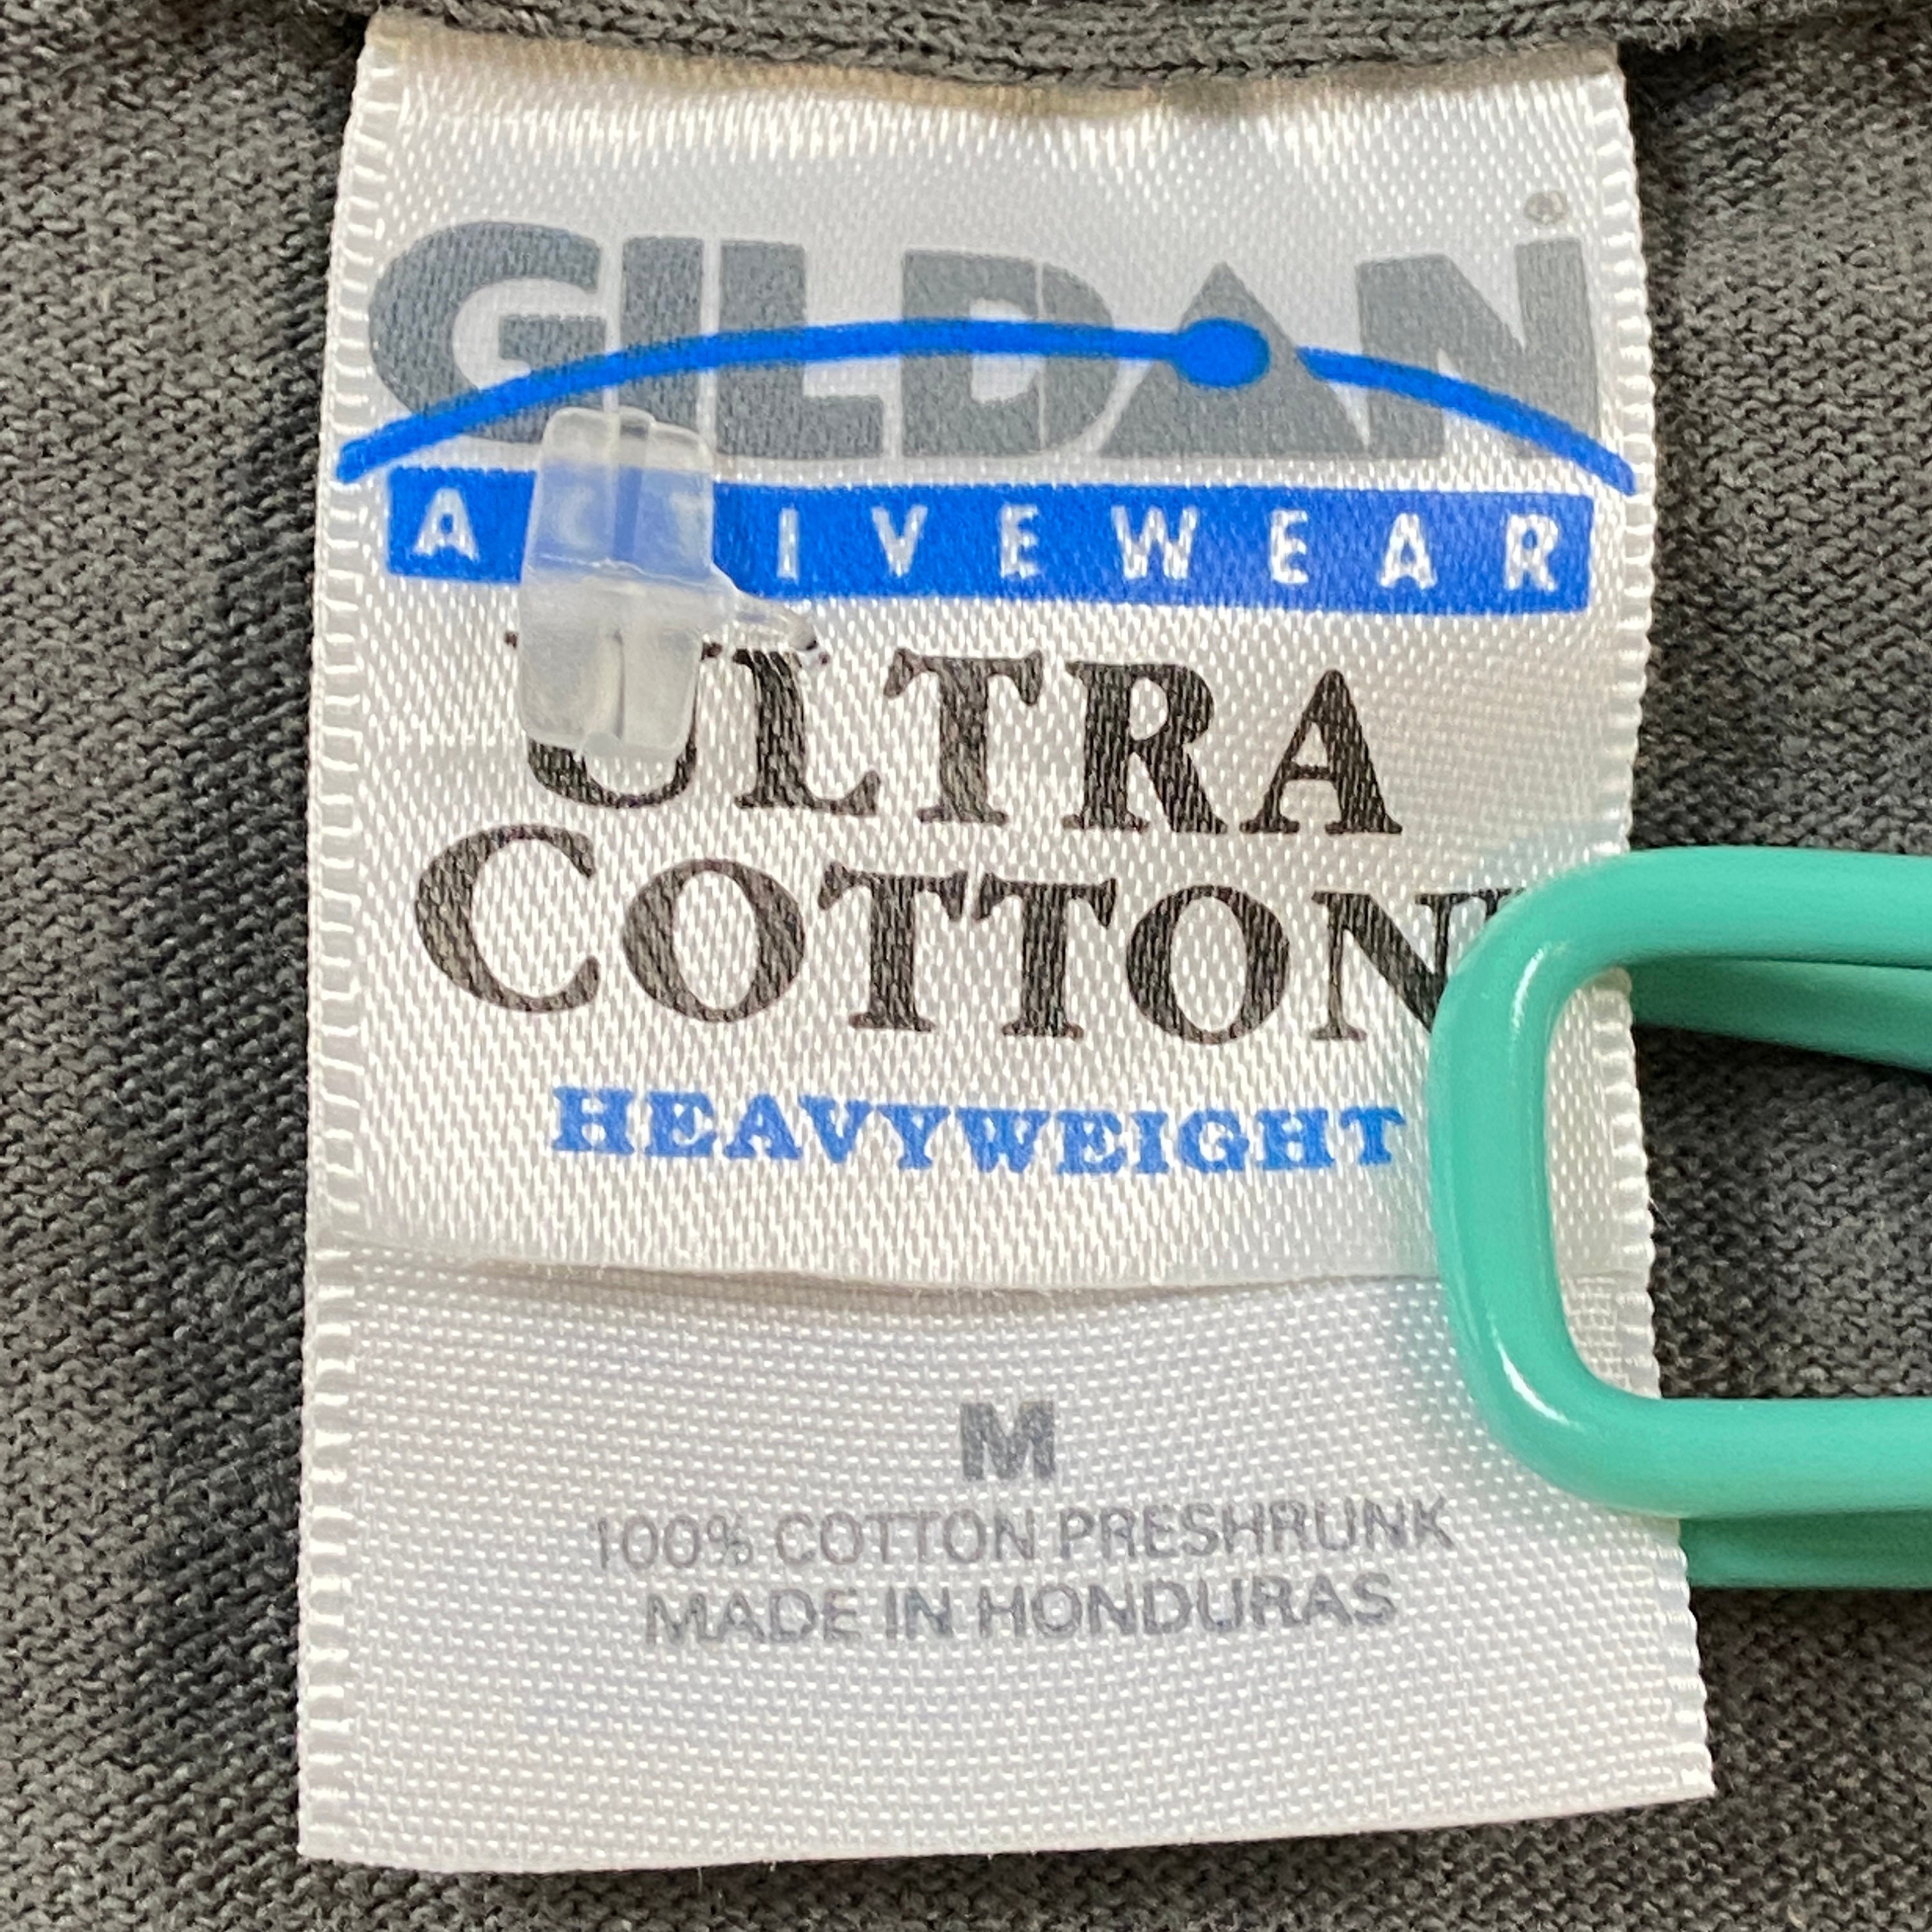 GILDAN®
ACTIVEWEAR
ULTRA
COTTON
HEAVYWEIGHT
M
100% COTTON PRESHRUNK
MADE IN HONDURAS